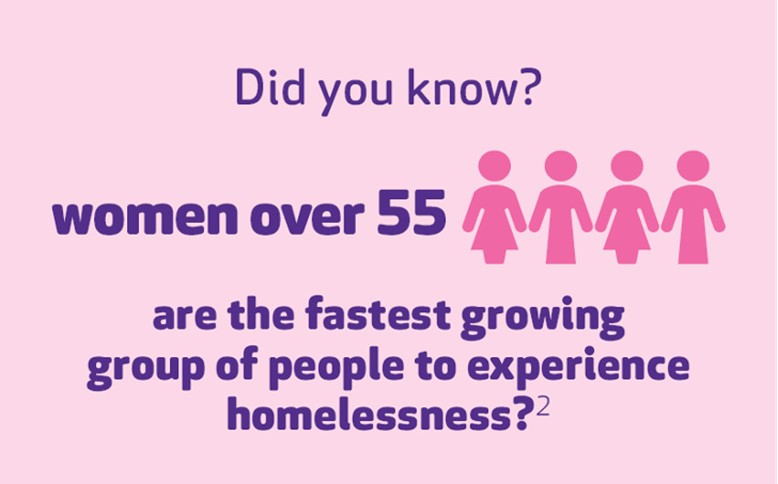 Did you know?
women over 55
are the fastest growing
group of people to experience
homelessness?2